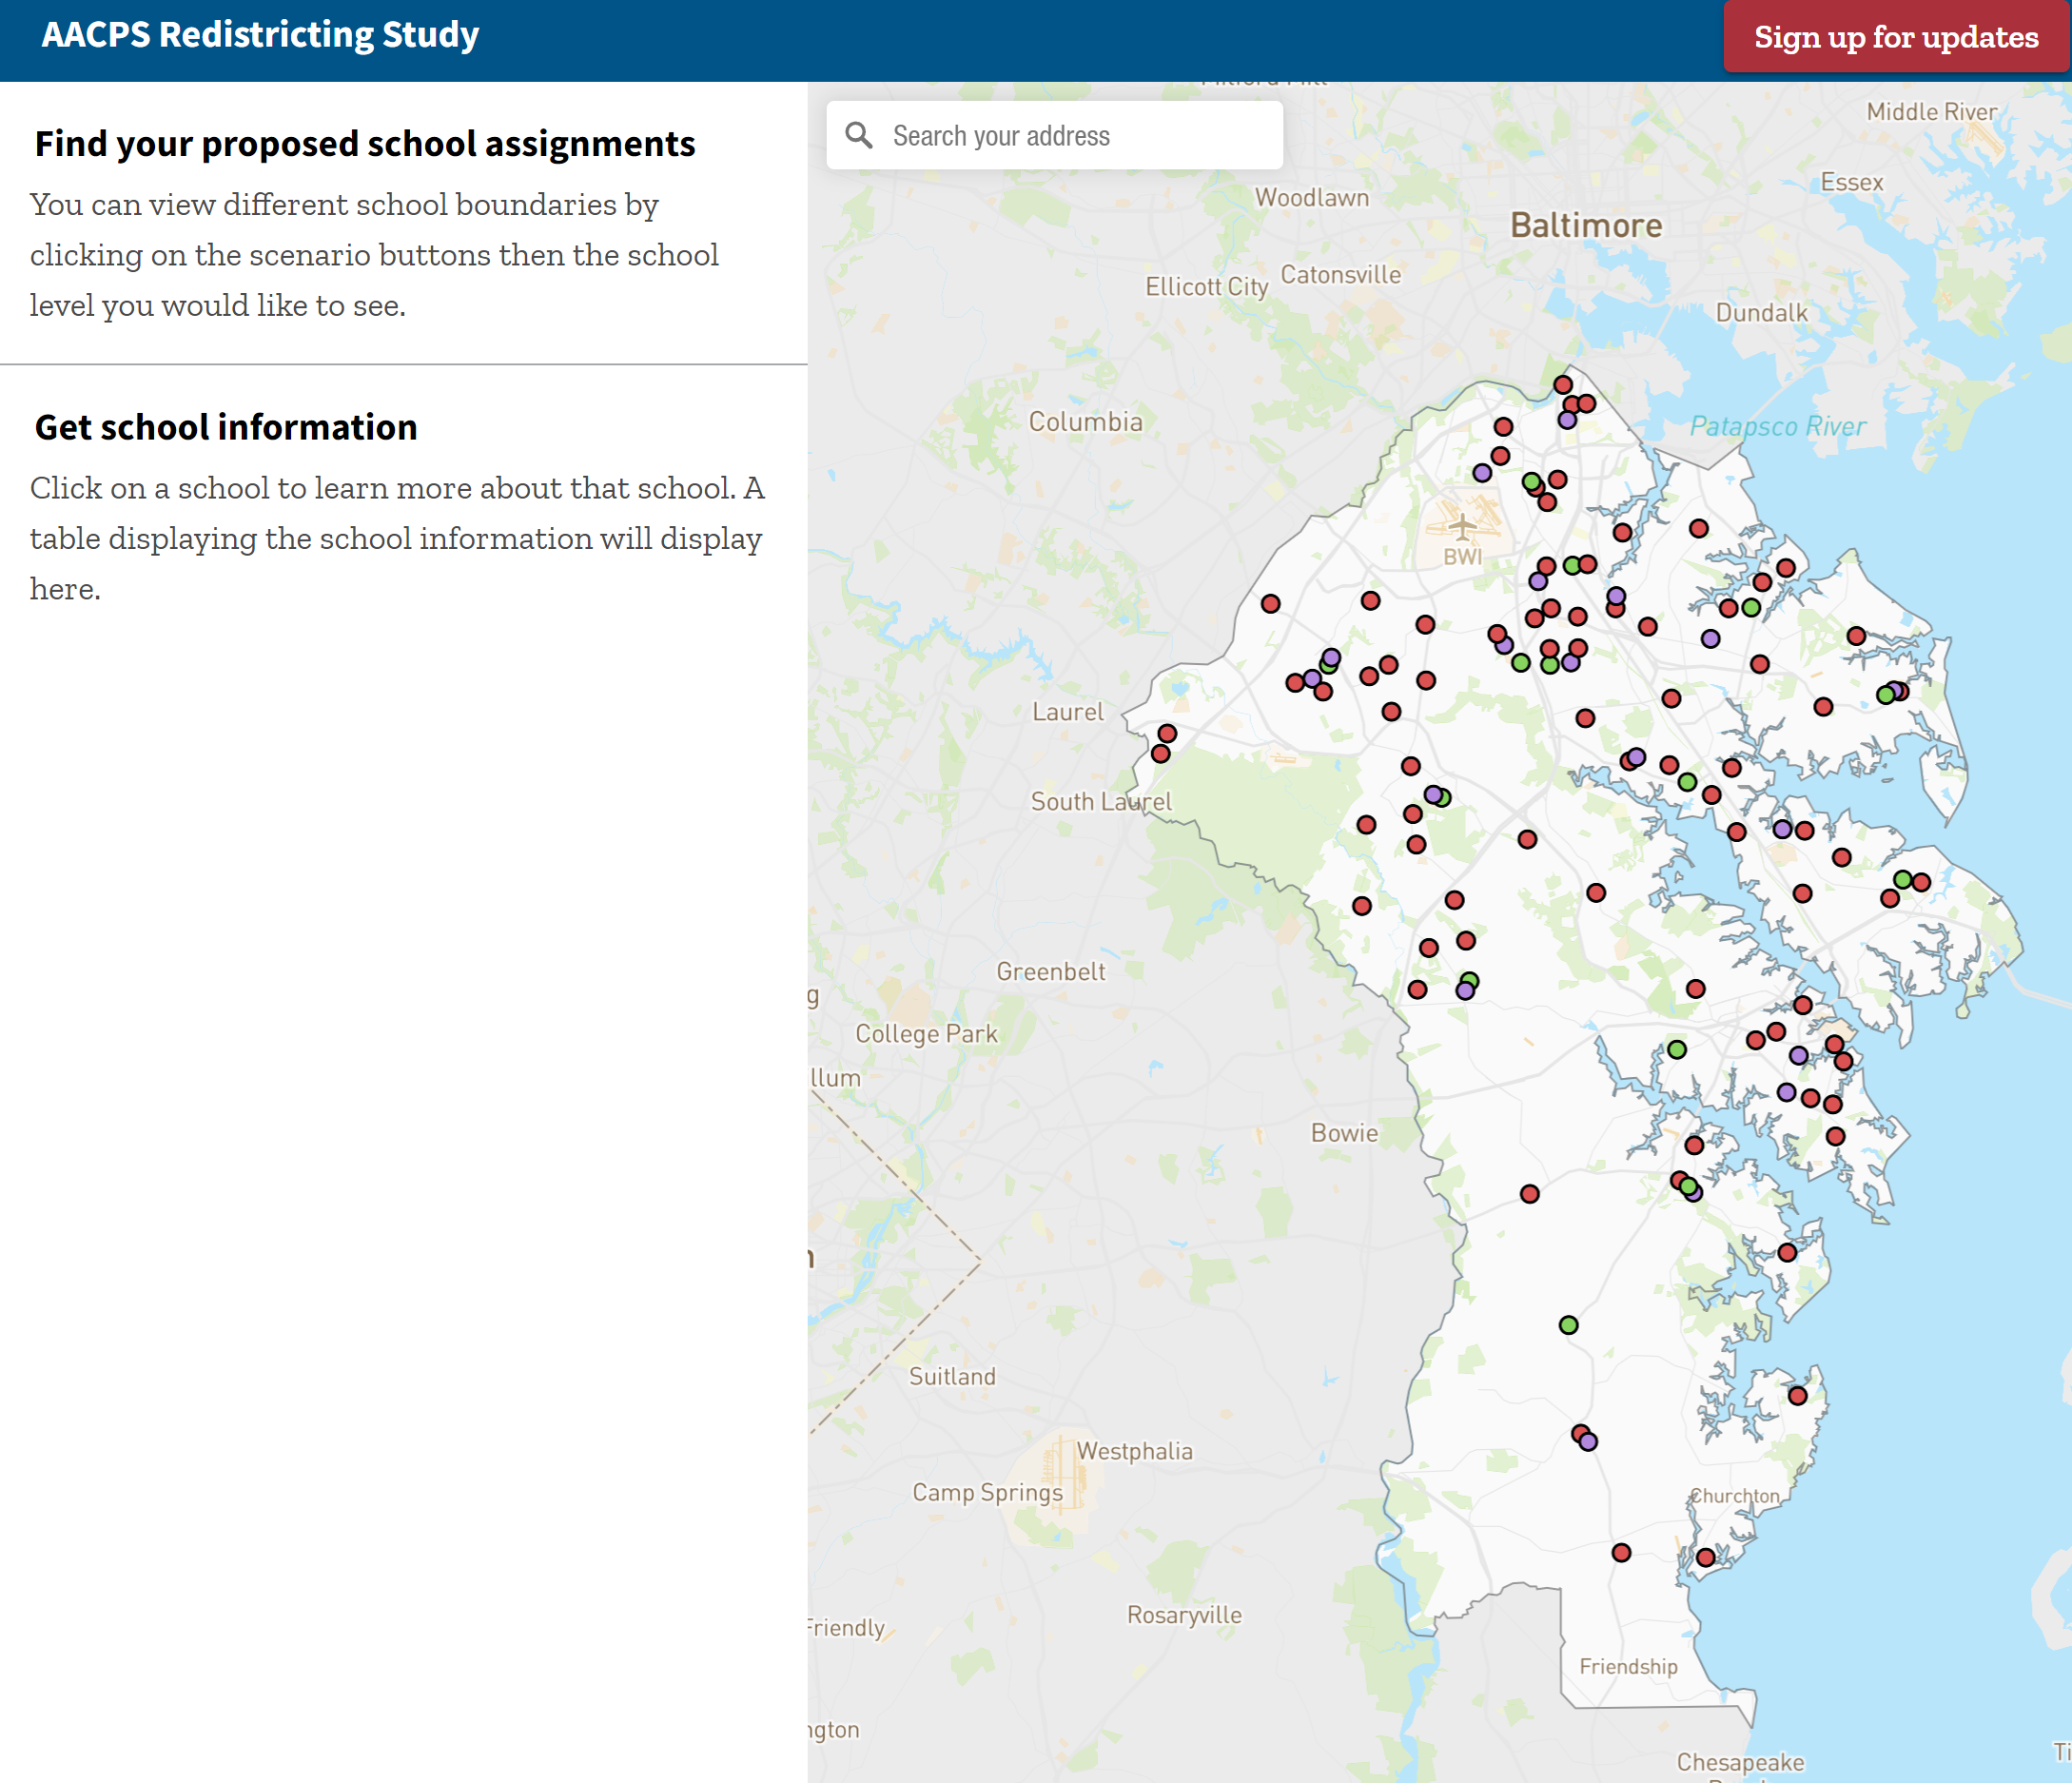 AACPS Redistricting Study
Sign up for updates
Find your proposed school assignments
You can view different school boundaries by
clicking on the scenario buttons then the school
level you would like to see.
Get school information
Click on a school to learn more about that school. A
table displaying the school information will display
here.
Search your address
Middle River
Essex
Woodlawn
Baltimore
Catonsville
Ellicott City
Dundalk
Columbia
Patapsco River
BWI
Laurel
South Laurel
Greenbelt
g
College Park
llum
Bowie
Suitland
Westphalia
Camp Springs
Churchton
Rosaryville
Friendly
Friendship
ngton
Chesapeake
Ti